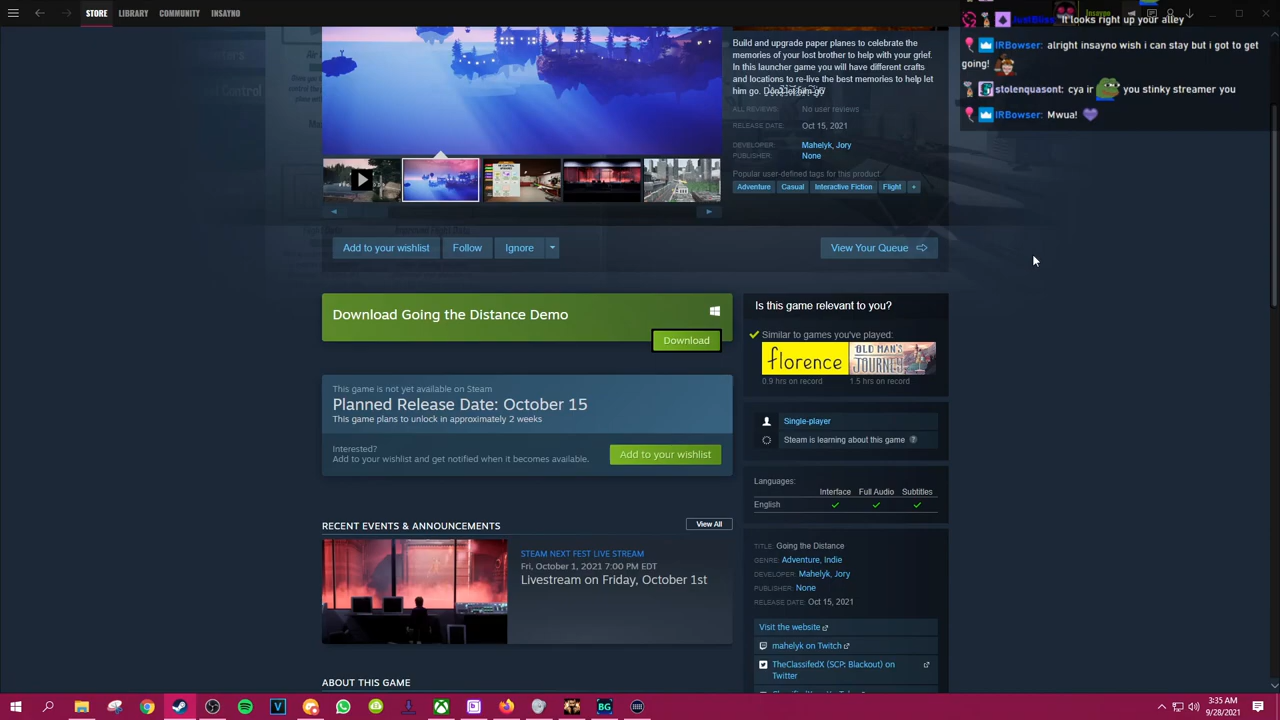 STORE
LIBRARY
COMMUNITY
INSAYNO
It looks right up your alley
IRBowser: alright insayno wish i can stay but i got to get
going!
stolenquasont: cya ir you stinky streamer you
IRBowser: Mwua!
Build and upgrade paper planes to celebrate the
memories of your lost brother to help with your grief.
In this launcher game you will have different crafts
and locations to re-live the best memories to help let
him go.
ALL REVIEWS: No user reviews
RELEASE DATE: Oct 15, 2021
DEVELOPER: Mahelyk, Jory
PUBLISHER: None
Popular user-defined tags for this product
Adventure
Casual
Interactive Fiction
Flight
+
Add to your wishlist
Follow
Ignore
View Your Queue
Download Going the Distance Demo
Download
This game is not yet available on Steam
Planned Release Date: October 15
This game plans to unlock in approximately 2 weeks
Interested?
Add to your wishlist and get notified when it becomes available.
Add to your wishlist
RECENT EVENTS & ANNOUNCEMENTS
View All
STEAM NEXT FEST LIVE STREAM
Fri, October 1, 2021 7:00 PM EDT
Livestream on Friday, October 1st
ABOUT THIS GAME
Is this game relevant to you?
Similar to games you've played:
florence
OLD MAN'S
JOURNEY
0.9 hrs on record
1.5 hrs on record
Single-player
Steam is learning about this game ?
Languages:
Interface Full Audio Subtitles
English
TITLE: Going the Distance
GENRE: Adventure, Indie
DEVELOPER: Mahelyk, Jory
PUBLISHER: None
RELEASE DATE: Oct 15, 2021
Visit the website
mahelyk on Twitch
TheClassifedX (SCP: Blackout) on
Twitter
3:35 AM
9/28/2021